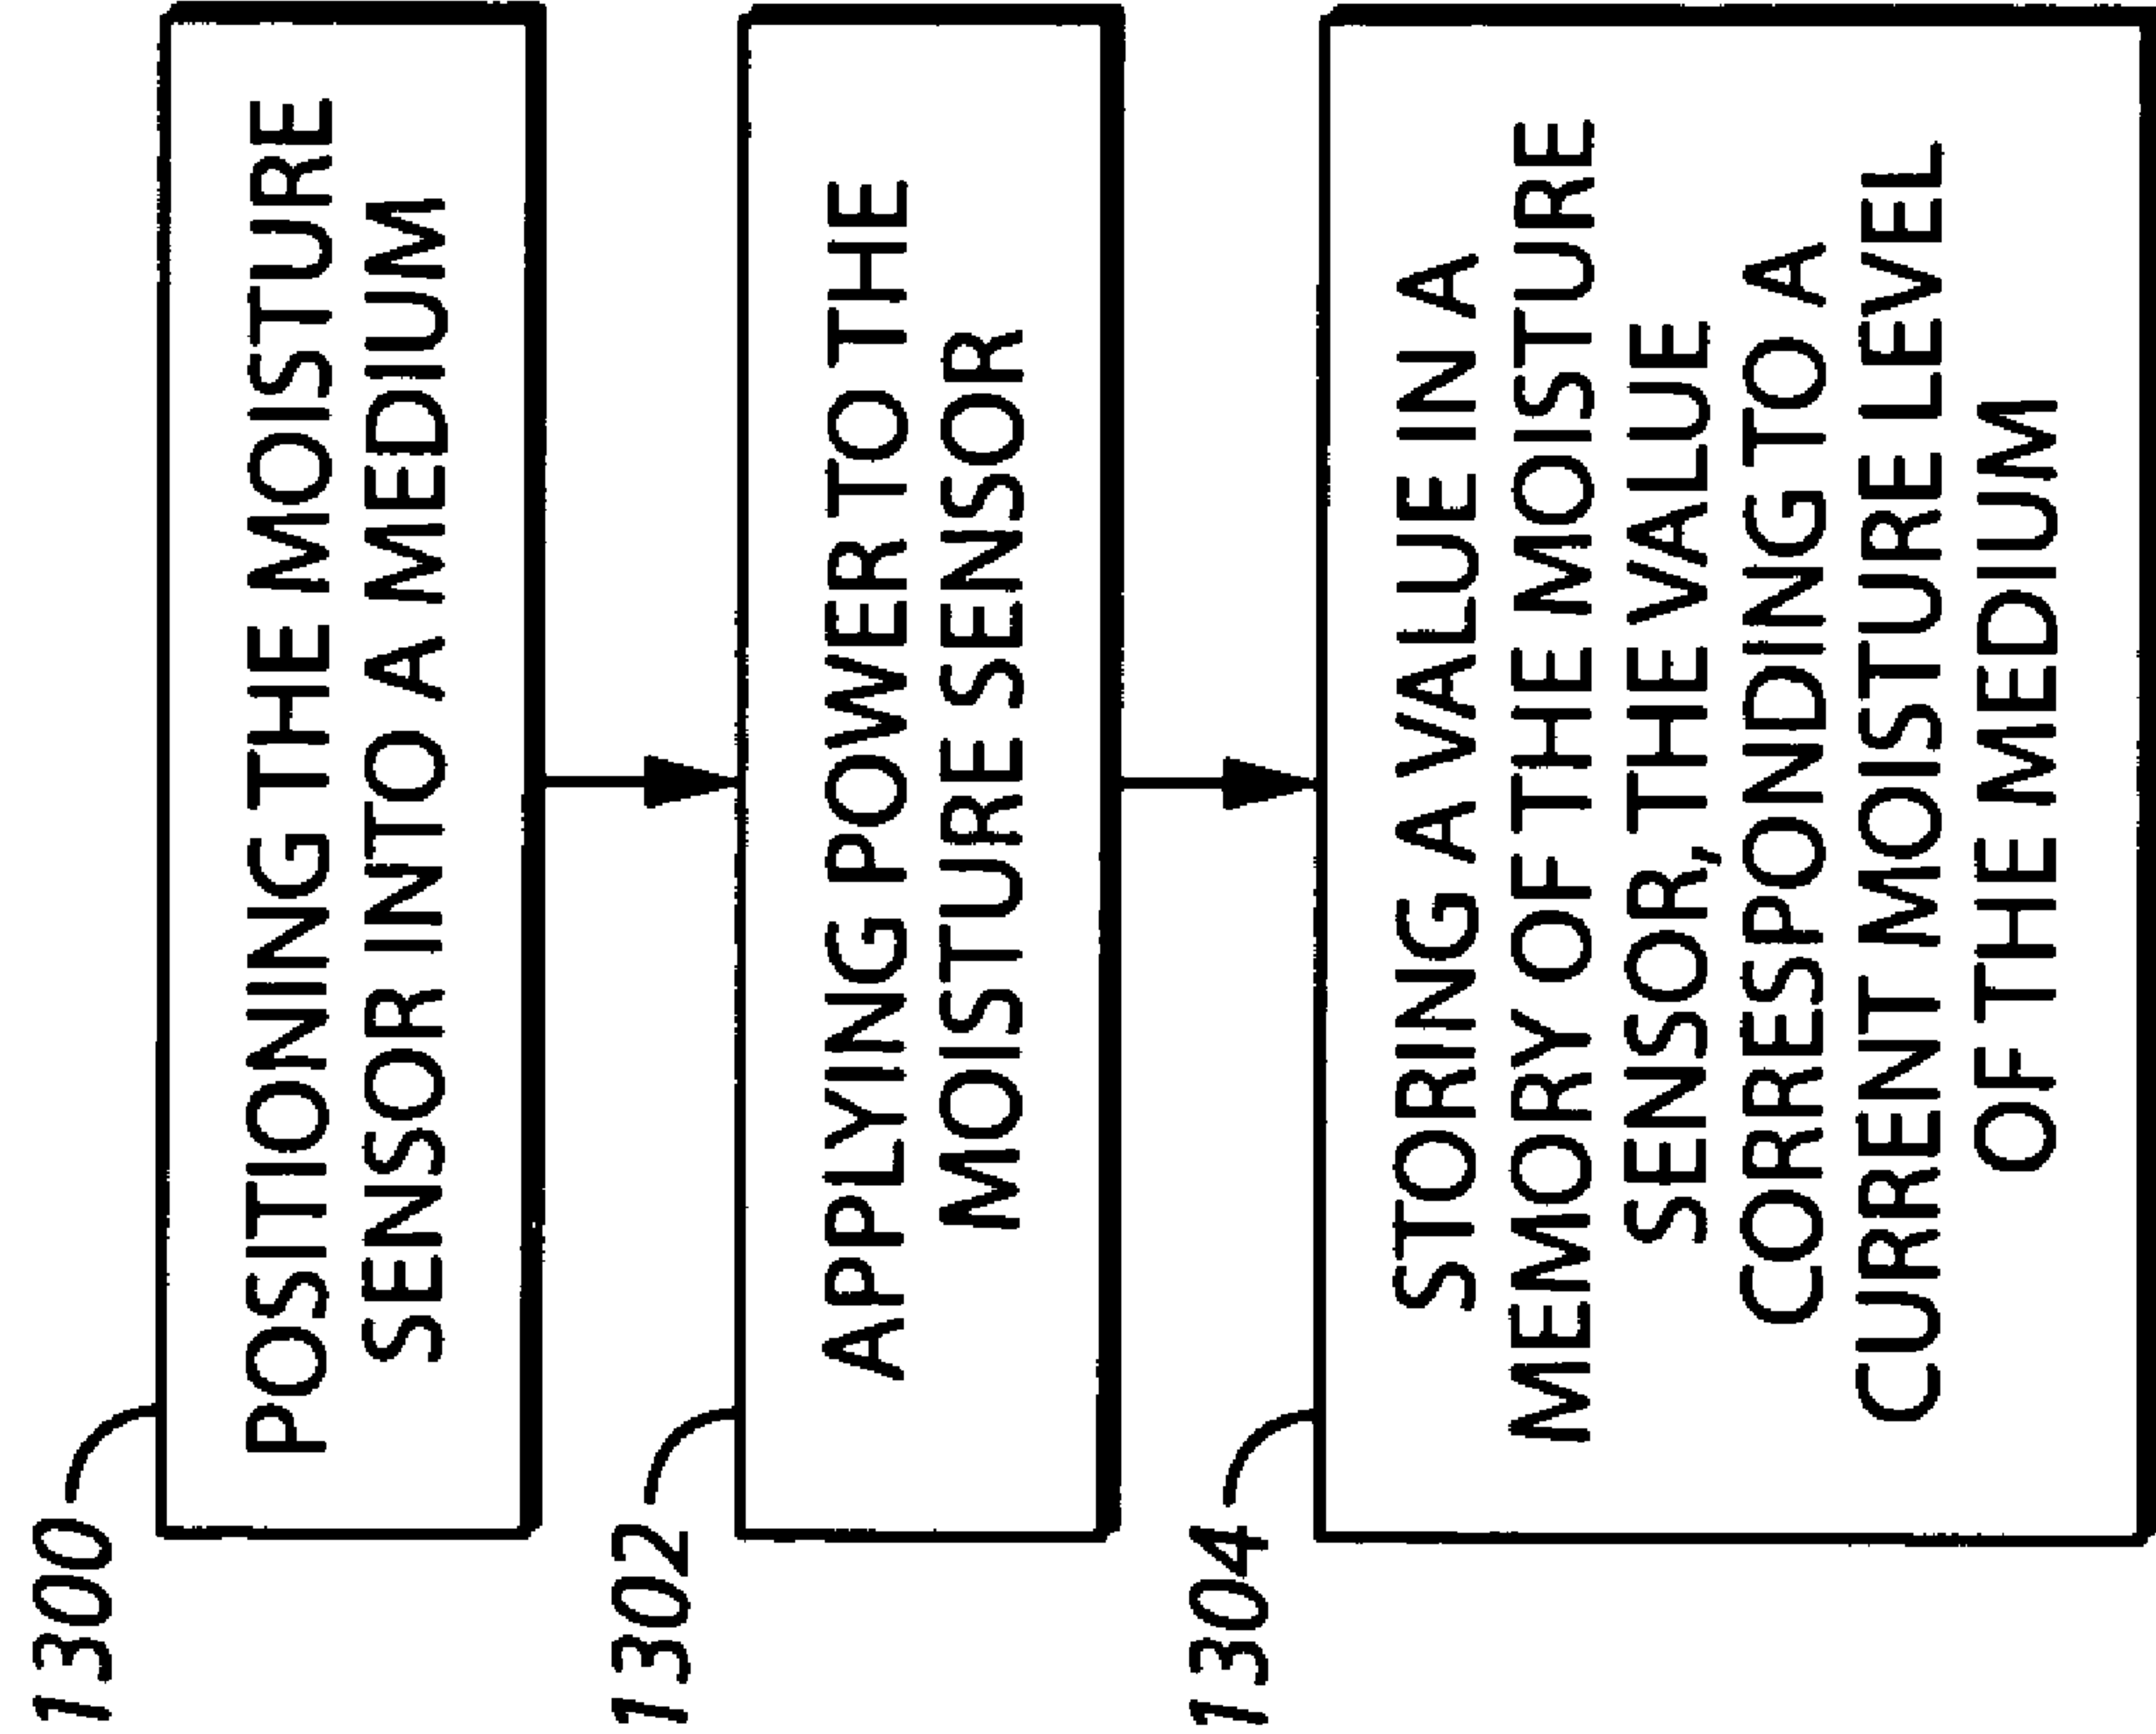 1300
POSITIONING THE MOISTURE
SENSOR INTO A MEDIUM
1302
APPLYING POWER TO THE
MOISTURE SENSOR
1304
STORING A VALUE IN A
MEMORY OF THE MOISTURE
SENSOR, THE VALUE
CORRESPONDING TO A
CURRENT MOISTURE LEVEL
OF THE MEDIUM